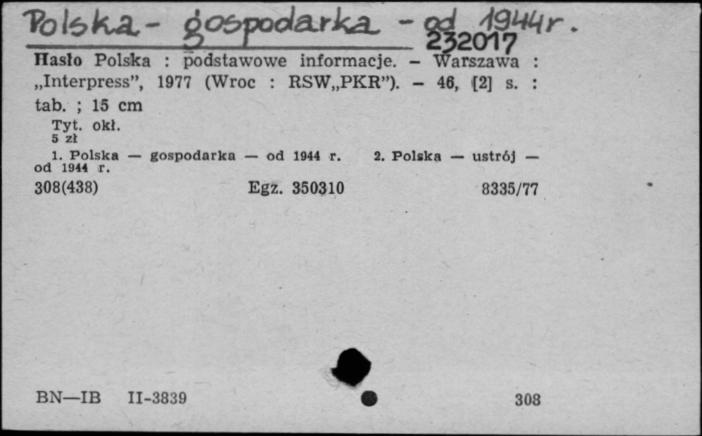 Polska - gospodarka - od 1944 r.
232017
Hasło Polska : podstawowe informacje. — Warszawa :
„Interpress”, 1977 (Wroc : RSW„PKR”). — 46, [2] s. :
tab. ; 15 cm
Tyt. okł.
5 zł
1. Polska — gospodarka — od 1944 r. 2. Polska — ustrój —
od 1944 r.
308(438) Egz. 350310 8335/77
BN—IB II-3839 308